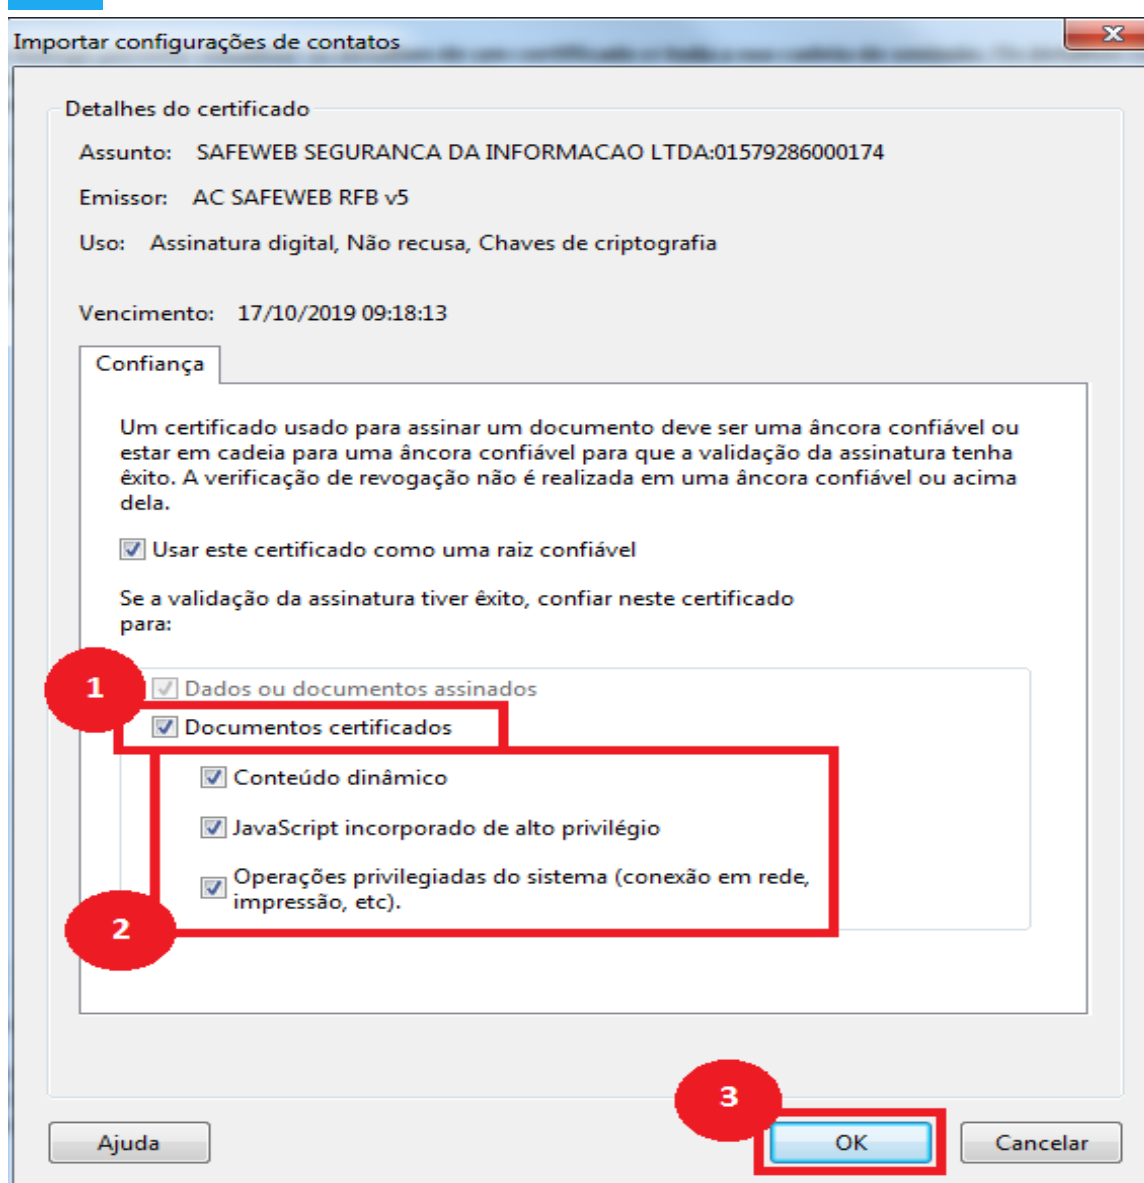 Importar configurações de contatos
Detalhes do certificado
Assunto: SAFEWEB SEGURANCA DA INFORMACAO LTDA:01579286000174
Emissor: AC SAFEWEB RFB v5
Uso: Assinatura digital, Não recusa, Chaves de criptografia
Vencimento: 17/10/2019 09:18:13
Confiança
Um certificado usado para assinar um documento deve ser uma âncora confiável ou
estar em cadeia para uma âncora confiável para que a validação da assinatura tenha
êxito. A verificação de revogação não é realizada em uma âncora confiável ou acima
dela.
Usar este certificado como uma raiz confiável
Se a validação da assinatura tiver êxito, confiar neste certificado
para:
1
Dados ou documentos assinados
Documentos certificados
Conteúdo dinâmico
JavaScript incorporado de alto privilégio
Operações privilegiadas do sistema (conexão em rede,
impressão, etc).
2
3
Ajuda
OK
Cancelar